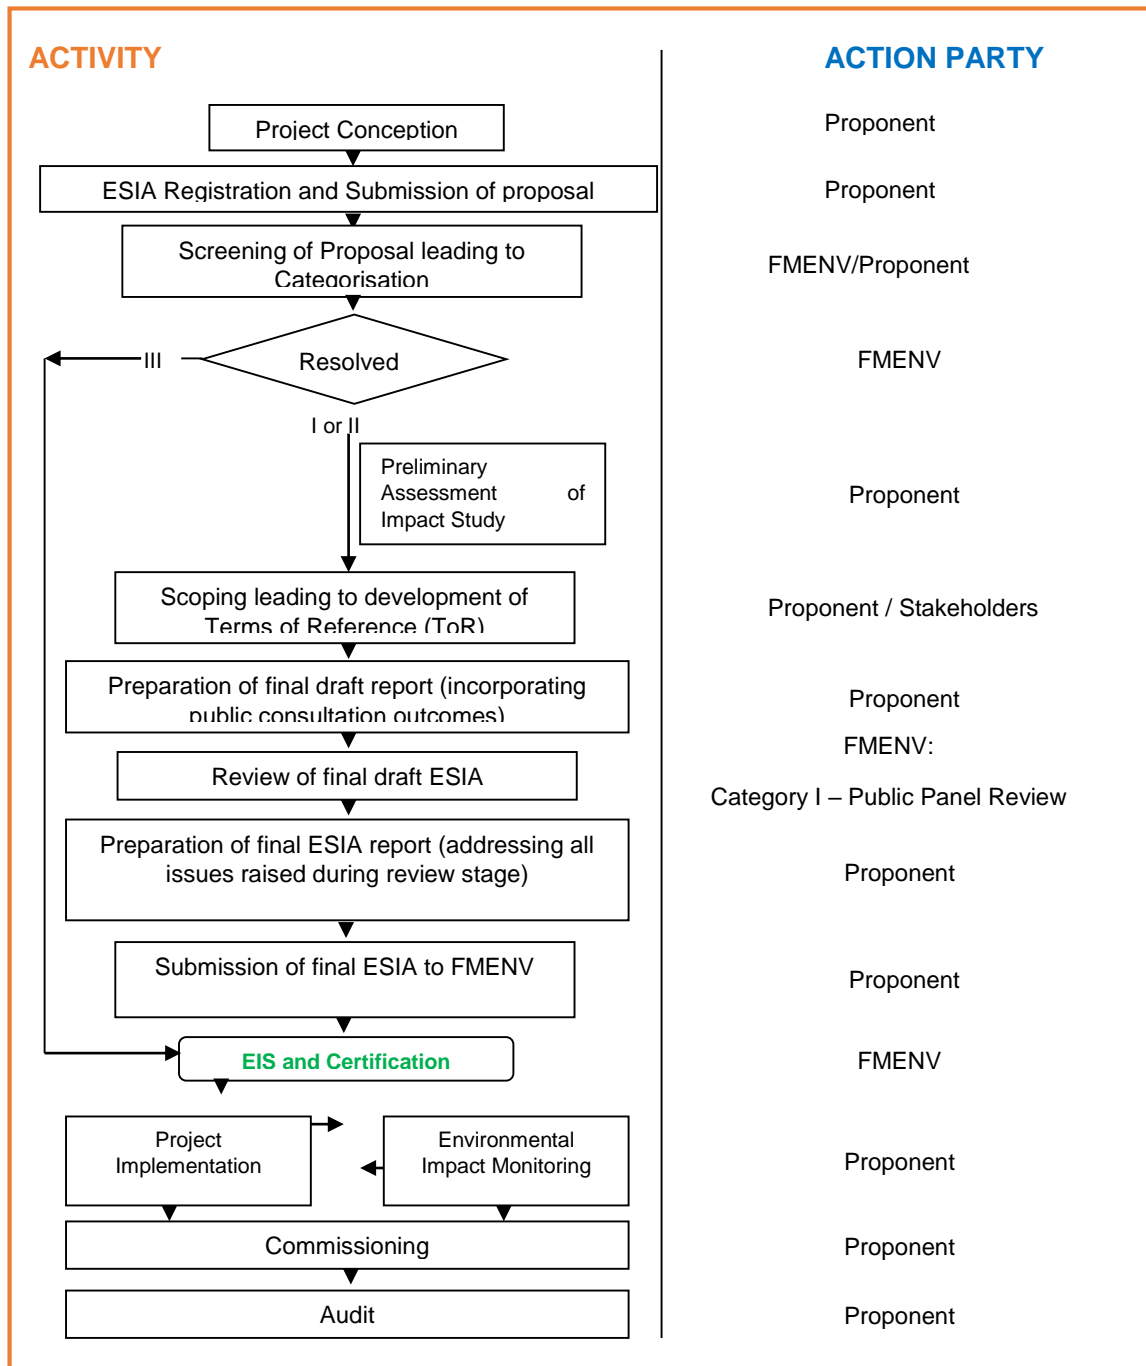 ACTIVITY
ACTION PARTY
Project Conception
Proponent
ESIA Registration and Submission of proposal
Proponent
Screening of Proposal leading to
Categorisation
FMENV/Proponent
III
Resolved
FMENV
I or II
Preliminary
Assessment of
Impact Study
Proponent
Scoping leading to development of
Terms of Reference (ToR)
Proponent / Stakeholders
Preparation of final draft report (incorporating
public consultation outcomes)
Proponent
FMENV:
Review of final draft ESIA
Category I – Public Panel Review
Preparation of final ESIA report (addressing all
issues raised during review stage)
Proponent
Submission of final ESIA to FMENV
Proponent
EIS and Certification
FMENV
Project
Implementation
Environmental
Impact Monitoring
Proponent
Commissioning
Proponent
Audit
Proponent